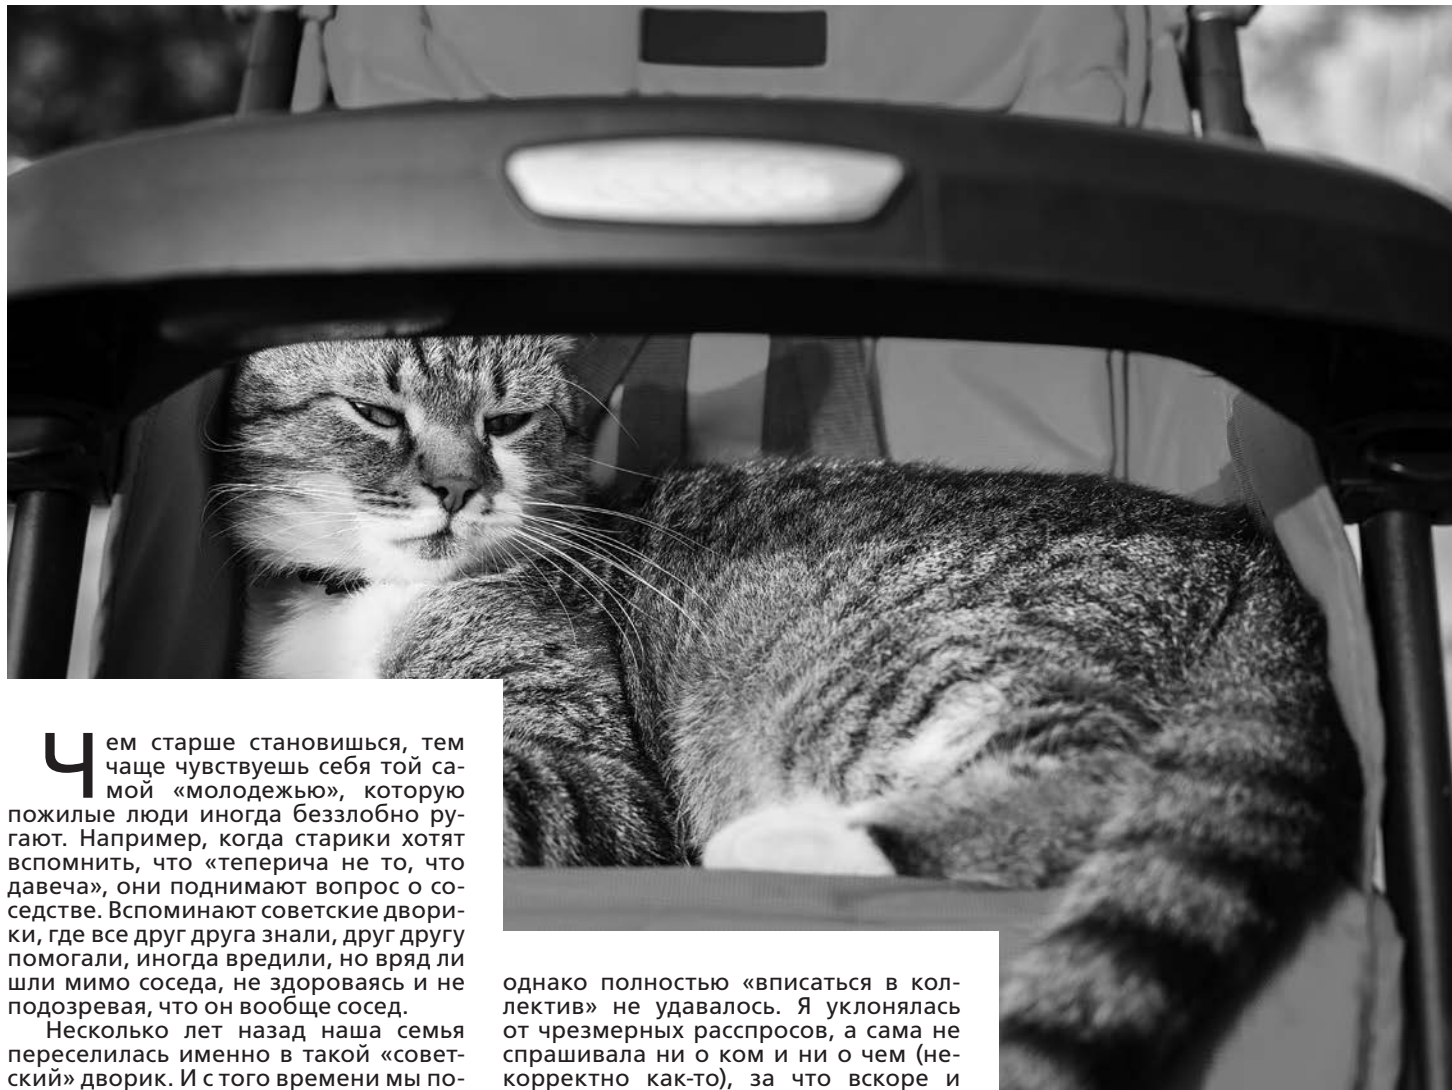 Чем старше становишься, тем
чаще чувствуешь себя той са-
мой «молодежью», которую
пожилые люди иногда беззлобно ру-
гают. Например, когда старики хотят
вспомнить, что «теперича не то, что
давеча», они поднимают вопрос о со-
седстве. Вспоминают советские двори-
ки, где все друг друга знали, друг другу
помогали, иногда вредили, но вряд ли
шли мимо соседа, не здороваясь и не
подозревая, что он вообще сосед.
Несколько лет назад наша семья
переселилась именно в такой «совет-
ский» дворик. И с того времени мы по-
однако полностью «вписаться в кол-
лектив» не удавалось. Я уклонялась
от чрезмерных расспросов, а сама не
спрашивала ни о ком и ни о чем (не-
корректно как-то), за что вскоре и